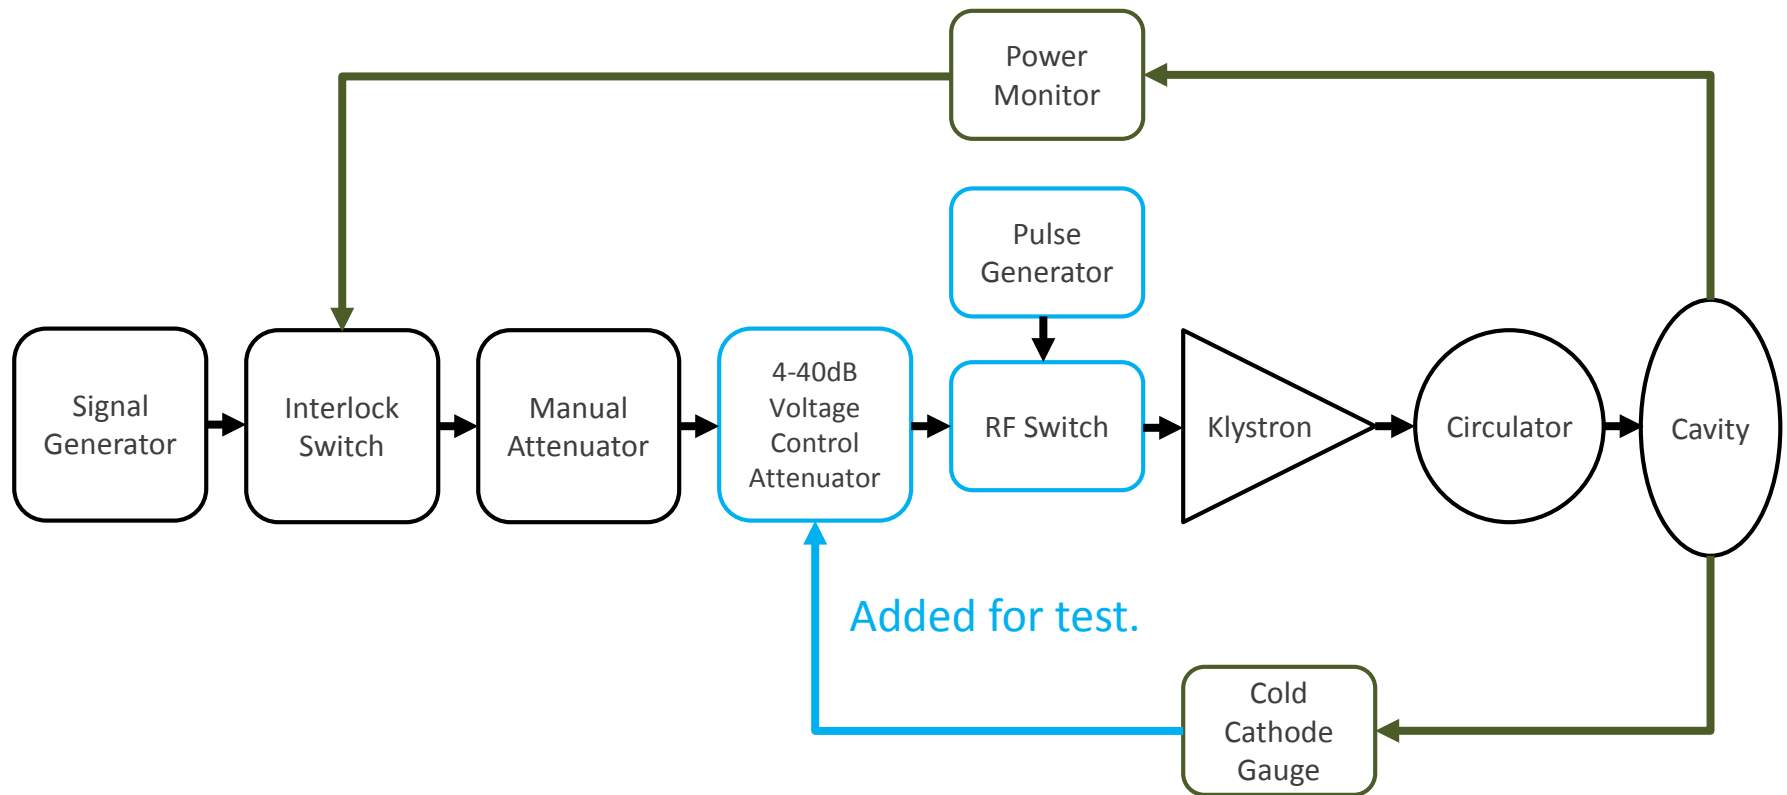 Power
Monitor
Pulse
Generator
Signal
Generator
Interlock
Switch
Manual
Attenuator
4-40dB
Voltage
Control
Attenuator
RF Switch
Klystron
Circulator
Cavity
Added for test.
Cold
Cathode
Gauge